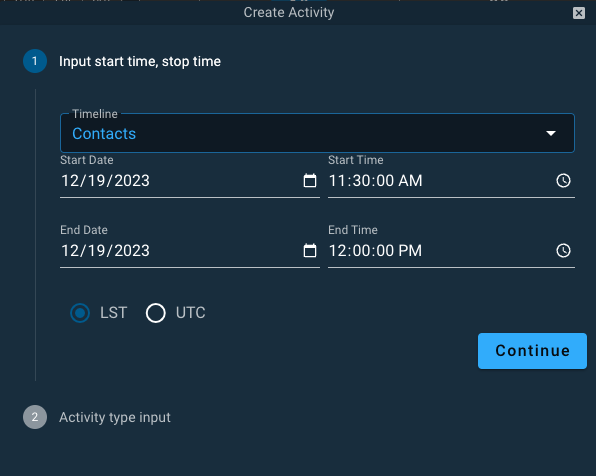 Create Activity
1 Input start time, stop time
Timeline
Contacts
Start Date Start Time
12/19/2023 11:30:00 AM
End Date End Time
12/19/2023 12:00:00 PM
LST UTC
Continue
2 Activity type input